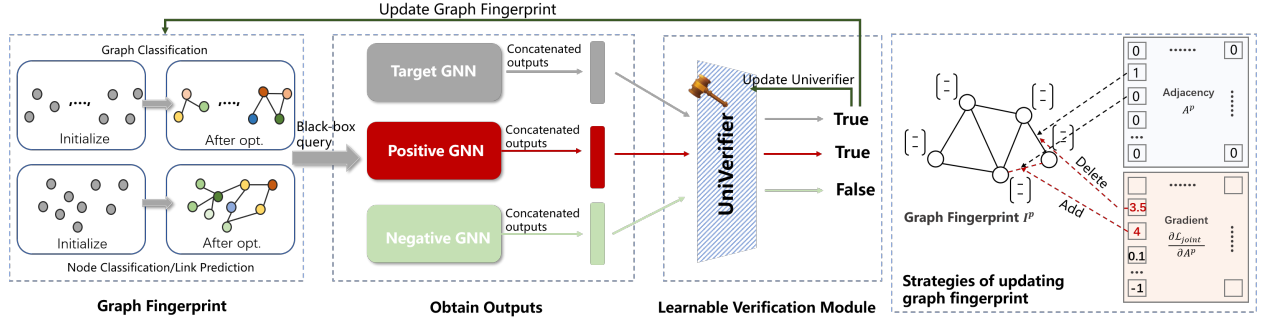 Update Graph Fingerprint
Graph Classification
Initialize
After opt.
Initialize
After opt.
Node Classification/Link Prediction
Graph Fingerprint
Black-box
query
Target GNN
Concatenated
outputs
Positive GNN
Concatenated
outputs
Negative GNN
Concatenated
outputs
Obtain Outputs
UniVerifier
Update Univerifier
True
True
False
Learnable Verification Module
Graph Fingerprint I^p
Delete
Add
Strategies of updating
graph fingerprint
0 ······ 0
1
0
0
···
0 0
Adjacency
A^p
······
3.5
4
0.1
···
-1
Gradient
∂ℒ_joint
∂A^p